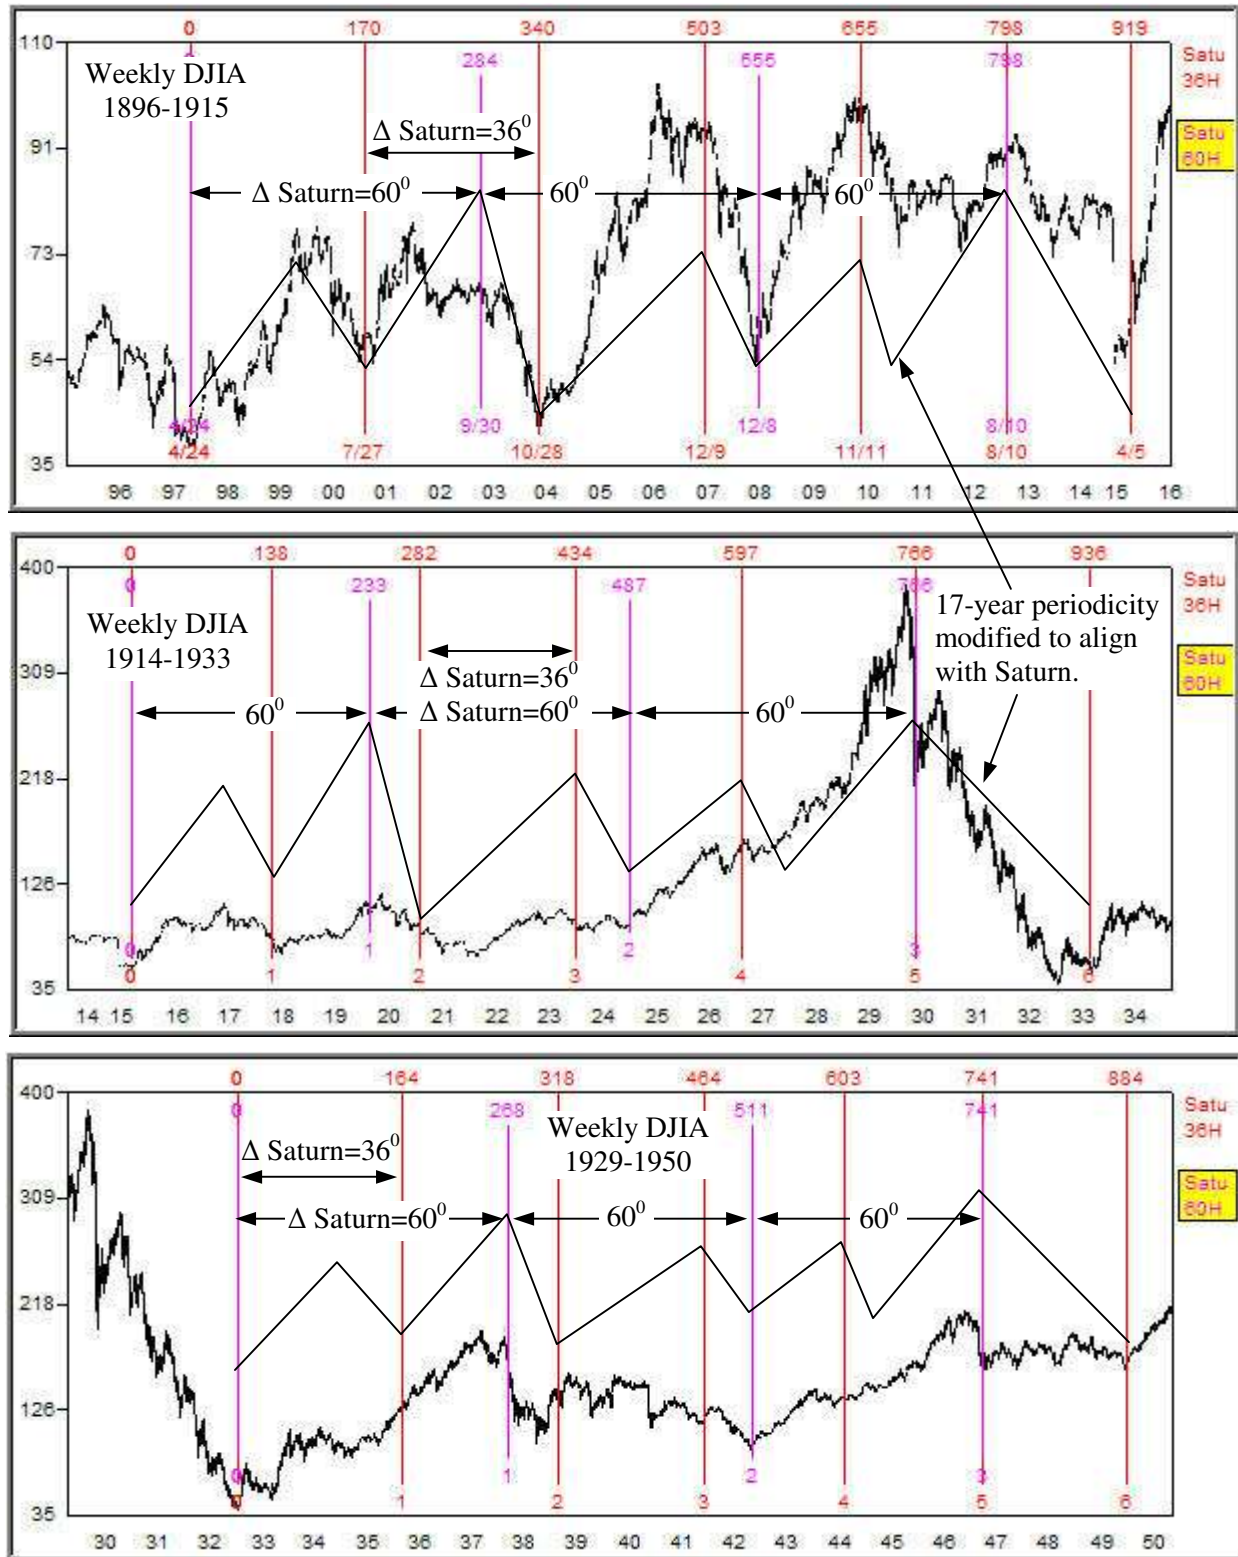 0 170 340 503 655 798 919
110
284 655 798
Satu
36H
Weekly DJIA
1896-1915
Δ Saturn=36⁰
91
Satu
60H
Δ Saturn=60⁰ 60⁰ 60⁰
73
54
4/24 9/30 12/8 8/10
4/24 7/27 10/28 12/9 11/11 8/10 4/5
35
96 97 98 99 00 01 02 03 04 05 06 07 08 09 10 11 12 13 14 15 16
0 138 282 434 597 766 936
400
0 233 487 766
Satu
36H
Weekly DJIA
1914-1933
17-year periodicity
modified to align
with Saturn.
309
Δ Saturn=36⁰
Satu
60H
60⁰ Δ Saturn=60⁰ 60⁰
218
126
0 1 2 3
0 1 2 3 4 5 6
35
14 15 16 17 18 19 20 21 22 23 24 25 26 27 28 29 30 31 32 33 34
0 164 318 464 603 741 884
400
0 268 511 741
Satu
36H
Weekly DJIA
1929-1950
Δ Saturn=36⁰
309
Satu
60H
Δ Saturn=60⁰ 60⁰ 60⁰
218
126
0 1 2 3
0 1 2 3 4 5 6
35
30 31 32 33 34 35 36 37 38 39 40 41 42 43 44 45 46 47 48 49 50